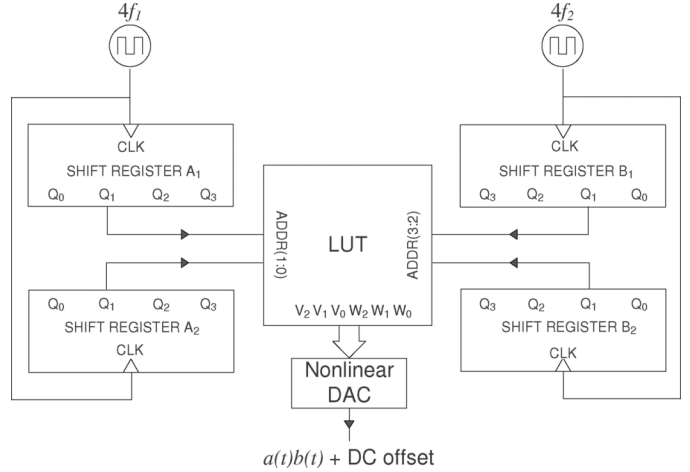 4f₁
4f₂
CLK
SHIFT REGISTER A₁
Q₀ Q₁ Q₂ Q₃
CLK
SHIFT REGISTER B₁
Q₃ Q₂ Q₁ Q₀
ADDR(1:0)
LUT
ADDR(3:2)
V₂ V₁ V₀ W₂ W₁ W₀
Q₀ Q₁ Q₂ Q₃
SHIFT REGISTER A₂
CLK
Q₃ Q₂ Q₁ Q₀
SHIFT REGISTER B₂
CLK
Nonlinear
DAC
a(t)b(t) + DC offset